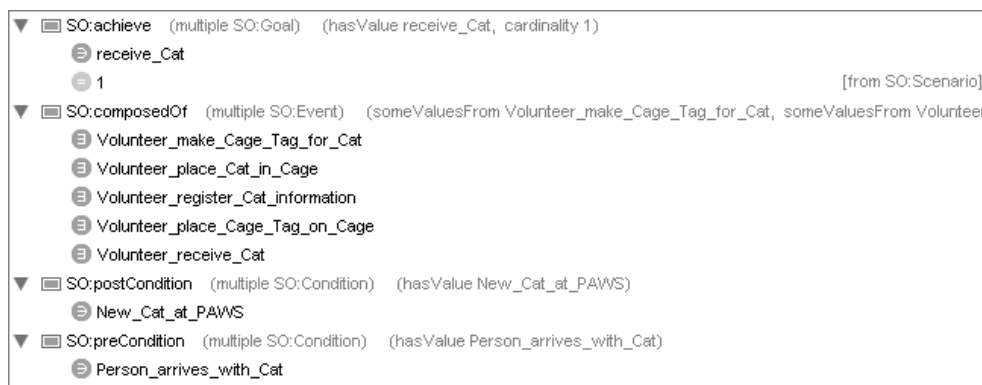 SO:achieve (multiple SO:Goal) (hasValue receive_Cat, cardinality 1)
receive_Cat
1 [from SO:Scenario]
SO:composedOf (multiple SO:Event) (someValuesFrom Volunteer_make_Cage_Tag_for_Cat, someValuesFrom Volunteer
Volunteer_make_Cage_Tag_for_Cat
Volunteer_place_Cat_in_Cage
Volunteer_register_Cat_information
Volunteer_place_Cage_Tag_on_Cage
Volunteer_receive_Cat
SO:postCondition (multiple SO:Condition) (hasValue New_Cat_at_PAWS)
New_Cat_at_PAWS
SO:preCondition (multiple SO:Condition) (hasValue Person_arrives_with_Cat)
Person_arrives_with_Cat